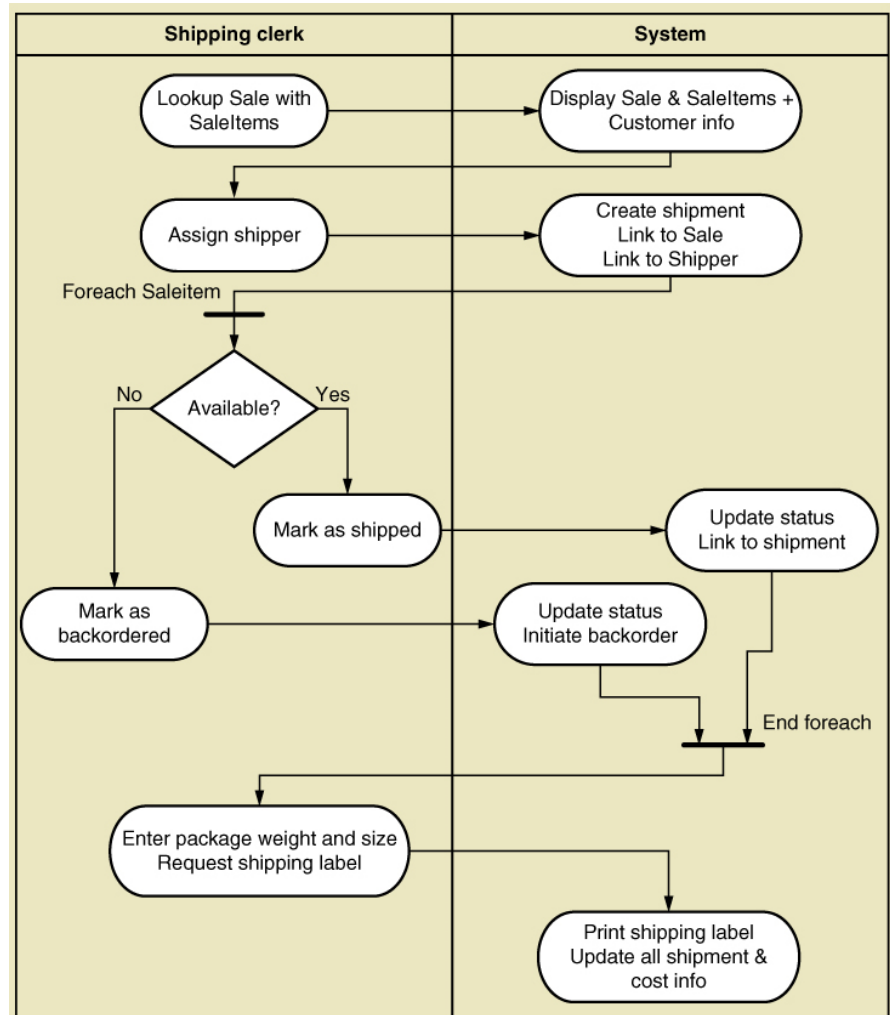 Shipping clerk
System
Lookup Sale with
SaleItems
Display Sale & SaleItems +
Customer info
Assign shipper
Create shipment
Link to Sale
Link to Shipper
Foreach Saleitem
No
Available?
Yes
Mark as shipped
Update status
Link to shipment
Mark as
backordered
Update status
Initiate backorder
End foreach
Enter package weight and size
Request shipping label
Print shipping label
Update all shipment &
cost info